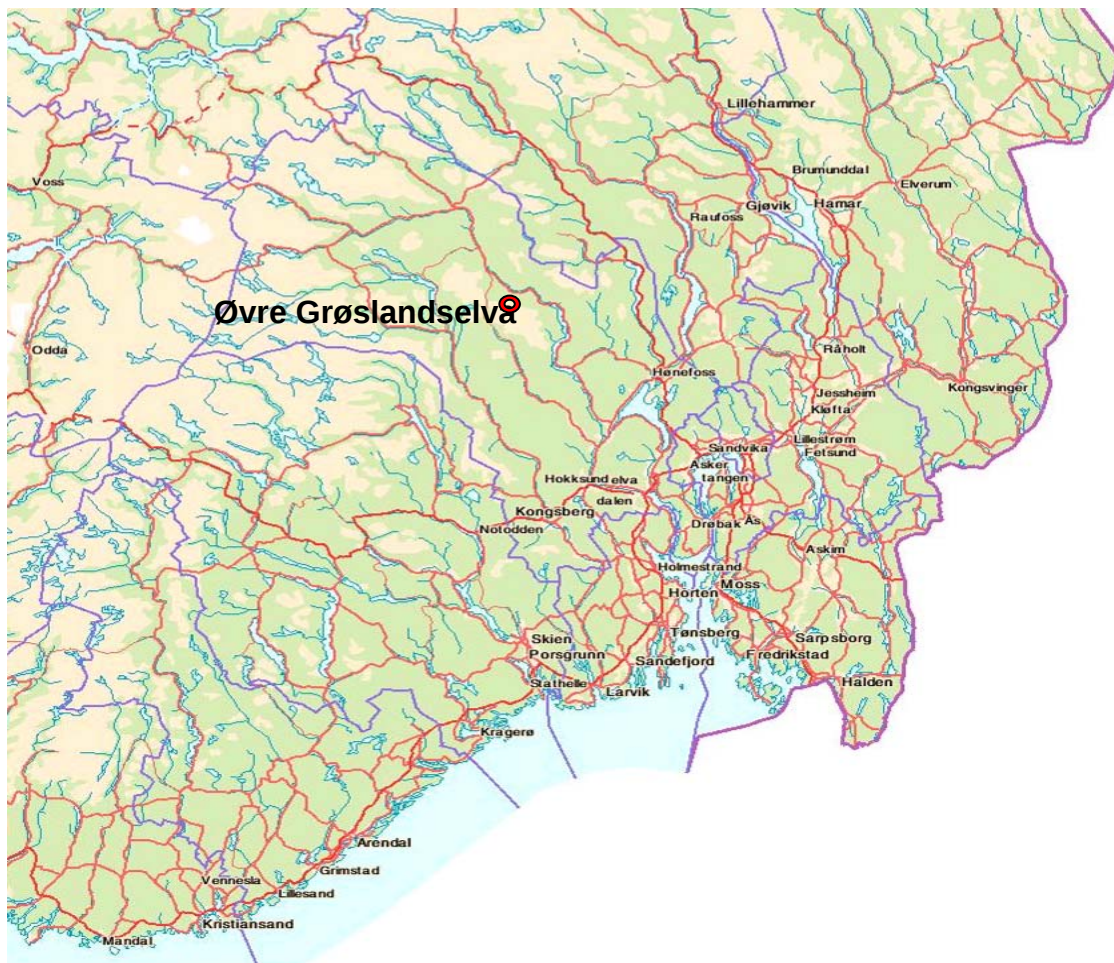 Lillehammer
Brumunddal
Elverum
Voss
Gjøvik
Hamar
Raufoss
Øvre Grøslandselva
Odda
Råholt
Hønefoss
Jessheim
Kongsvinger
Kløfta
Sandvika
Lillestrøm
Fetsund
Asker
tangen
Hokksund
elva
dalen
Kongsberg
Notodden
Drøbak
Ås
Askim
Holmestrand
Moss
Horten
Tønsberg
Sarpsborg
Skien
Porsgrunn
Fredrikstad
Sandefjord
Stathelle
Larvik
Halden
Kragerø
Arendal
Grimstad
Vennesla
Lillesand
Kristiansand
Mandal